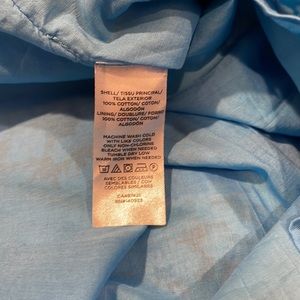 SHELL/ TISSU PRINCIPAL/
TELA EXTERIOR
100% COTTON/ COTON/
ALGODÓN
LINING/ DOUBLURE/ FORRO
100% COTTON/ COTON/
ALGODÓN
MACHINE WASH COLD
WITH LIKE COLORS
ONLY NON-CHLORINE
BLEACH WHEN NEEDED
TUMBLE DRY LOW
WARM IRON WHEN NEEDED
AVEC DES COULEURS
SEMBLABLES / CON
COLORES SIMILARES